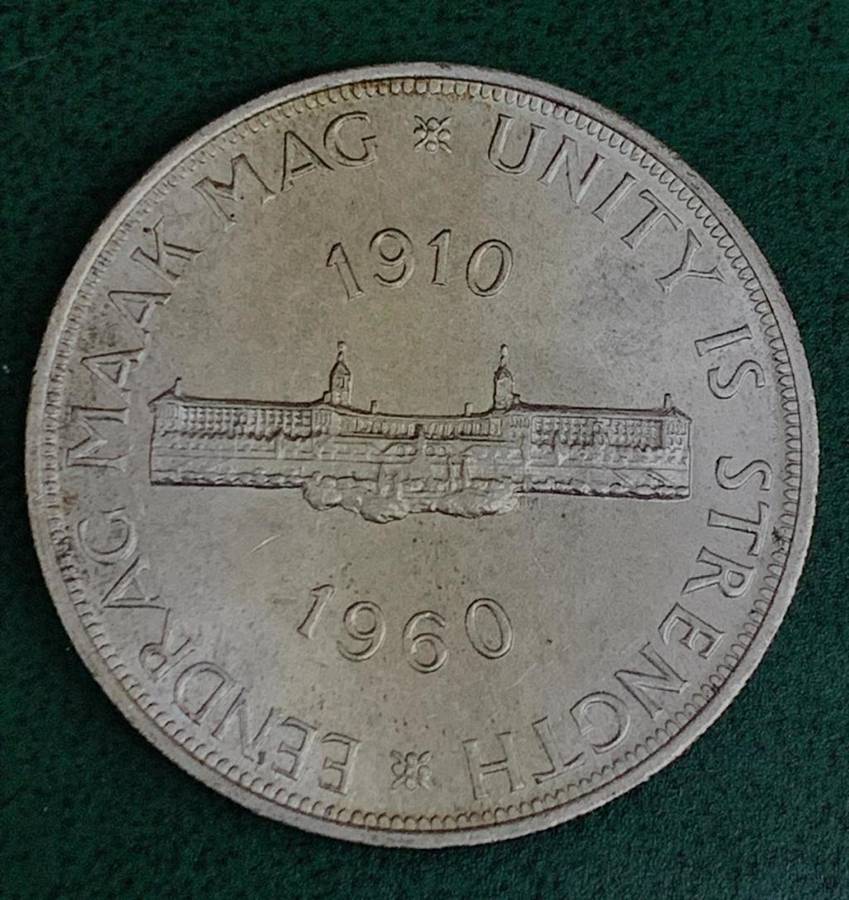 EENDRAG MAAK MAG
UNITY IS STRENGTH
1910
1960